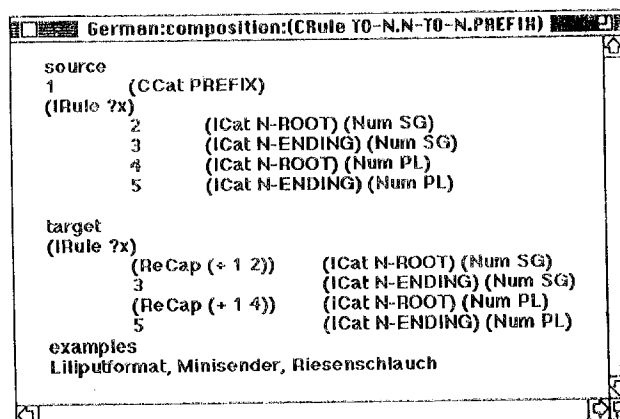 German:composition:(CRule TO-N.N-TO-N.PREFIX)
source
1 (CCat PREFIX)
(IRule ?x)
2 (ICat N-ROOT) (Num SG)
3 (ICat N-ENDING) (Num SG)
4 (ICat N-ROOT) (Num PL)
5 (ICat N-ENDING) (Num PL)
target
(IRule ?x)
(ReCap (+ 1 2)) (ICat N-ROOT) (Num SG)
3 (ICat N-ENDING) (Num SG)
(ReCap (+ 1 4)) (ICat N-ROOT) (Num PL)
5 (ICat N-ENDING) (Num PL)
examples
Liliputformat, Minisender, Riesenschlauch